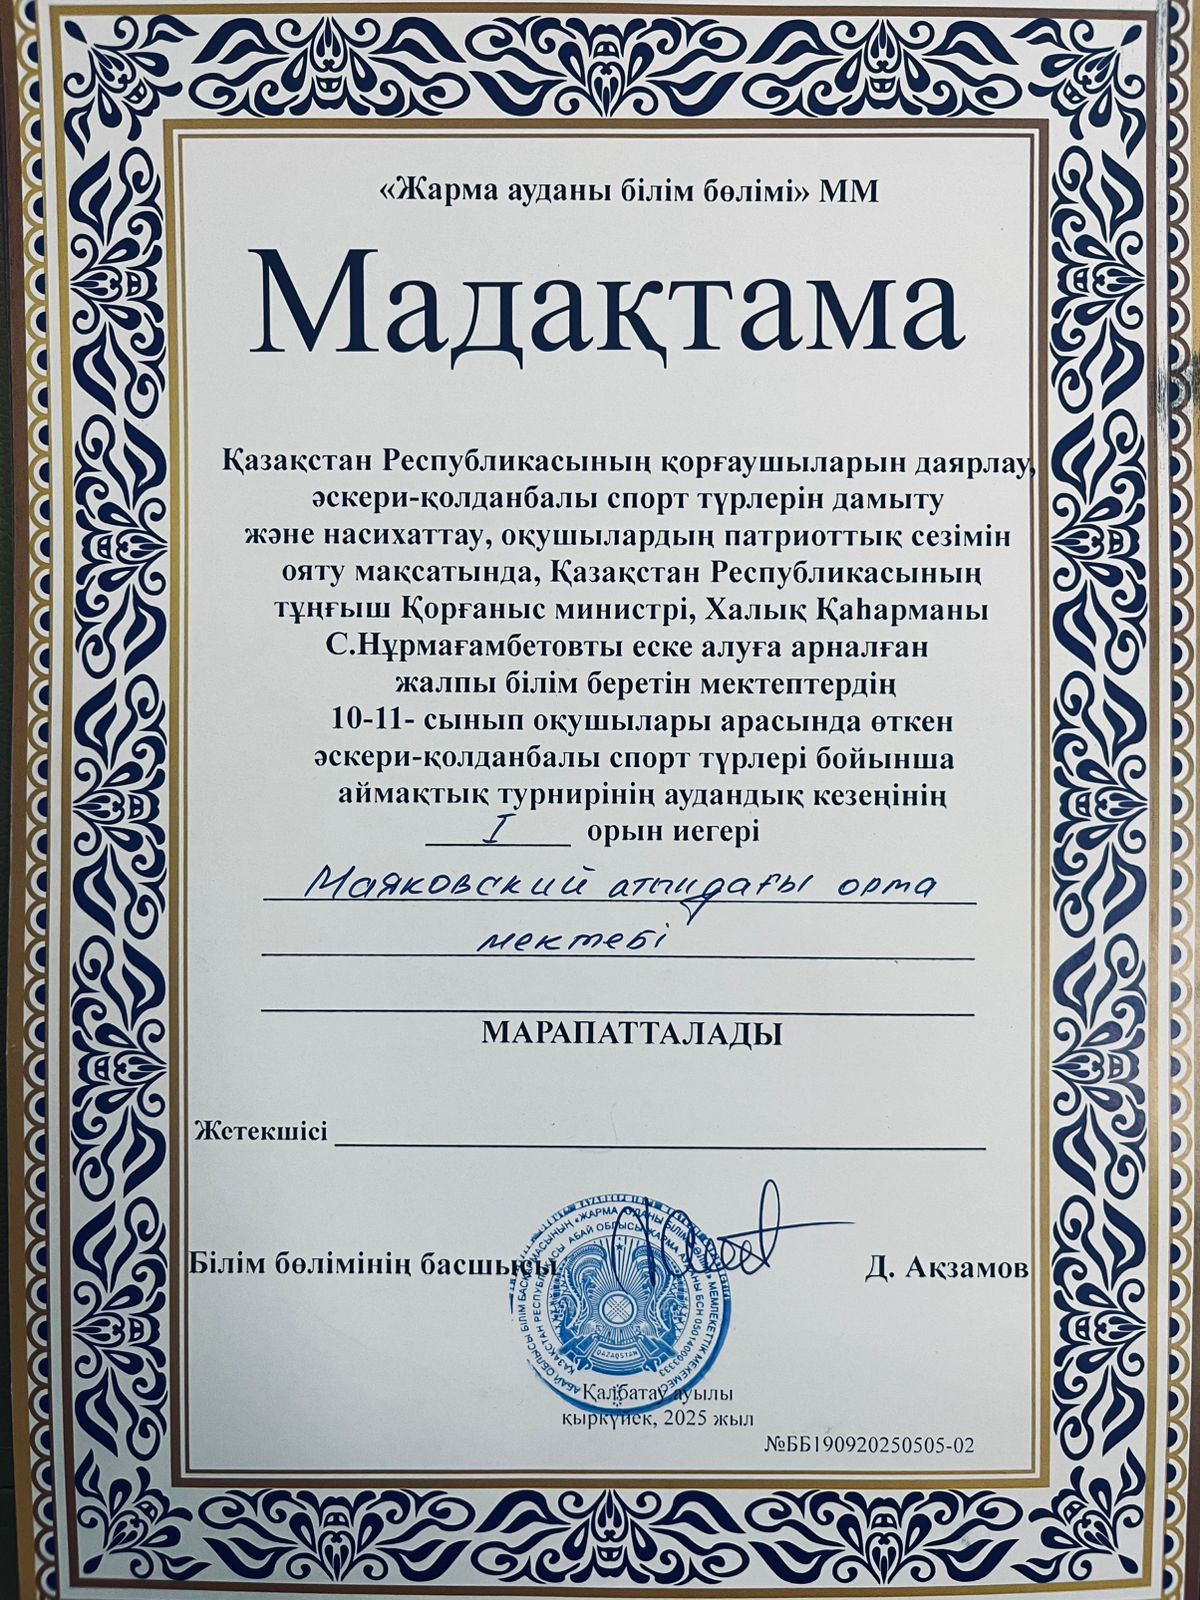 «Жарма ауданы білім бөлімі» ММ
Мадақтама
Қазақстан Республикасының қорғаушыларын даярлау,
әскери-қолданбалы спорт түрлерін дамыту
және насихаттау, оқушылардың патриоттық сезімін
ояту мақсатында, Қазақстан Республикасының
тұңғыш Қорғаныс министрі, Халық Қаһарманы
С.Нұрмағамбетовты еске алуға арналған
жалпы білім беретін мектептердің
10-11- сынып оқушылары арасында өткен
әскери-қолданбалы спорт түрлері бойынша
аймақтық турнирінің аудандық кезеңінің
I орын иегері
Маяковский атындағы орта
мектебі
МАРАПАТТАЛАДЫ
Жетекшісі
Білім бөлімінің басшысы Д. Ақзамов
QAZAQSTAN
Қалбатау ауылы
қыркүйек, 2025 жыл
№ББ190920250505-02